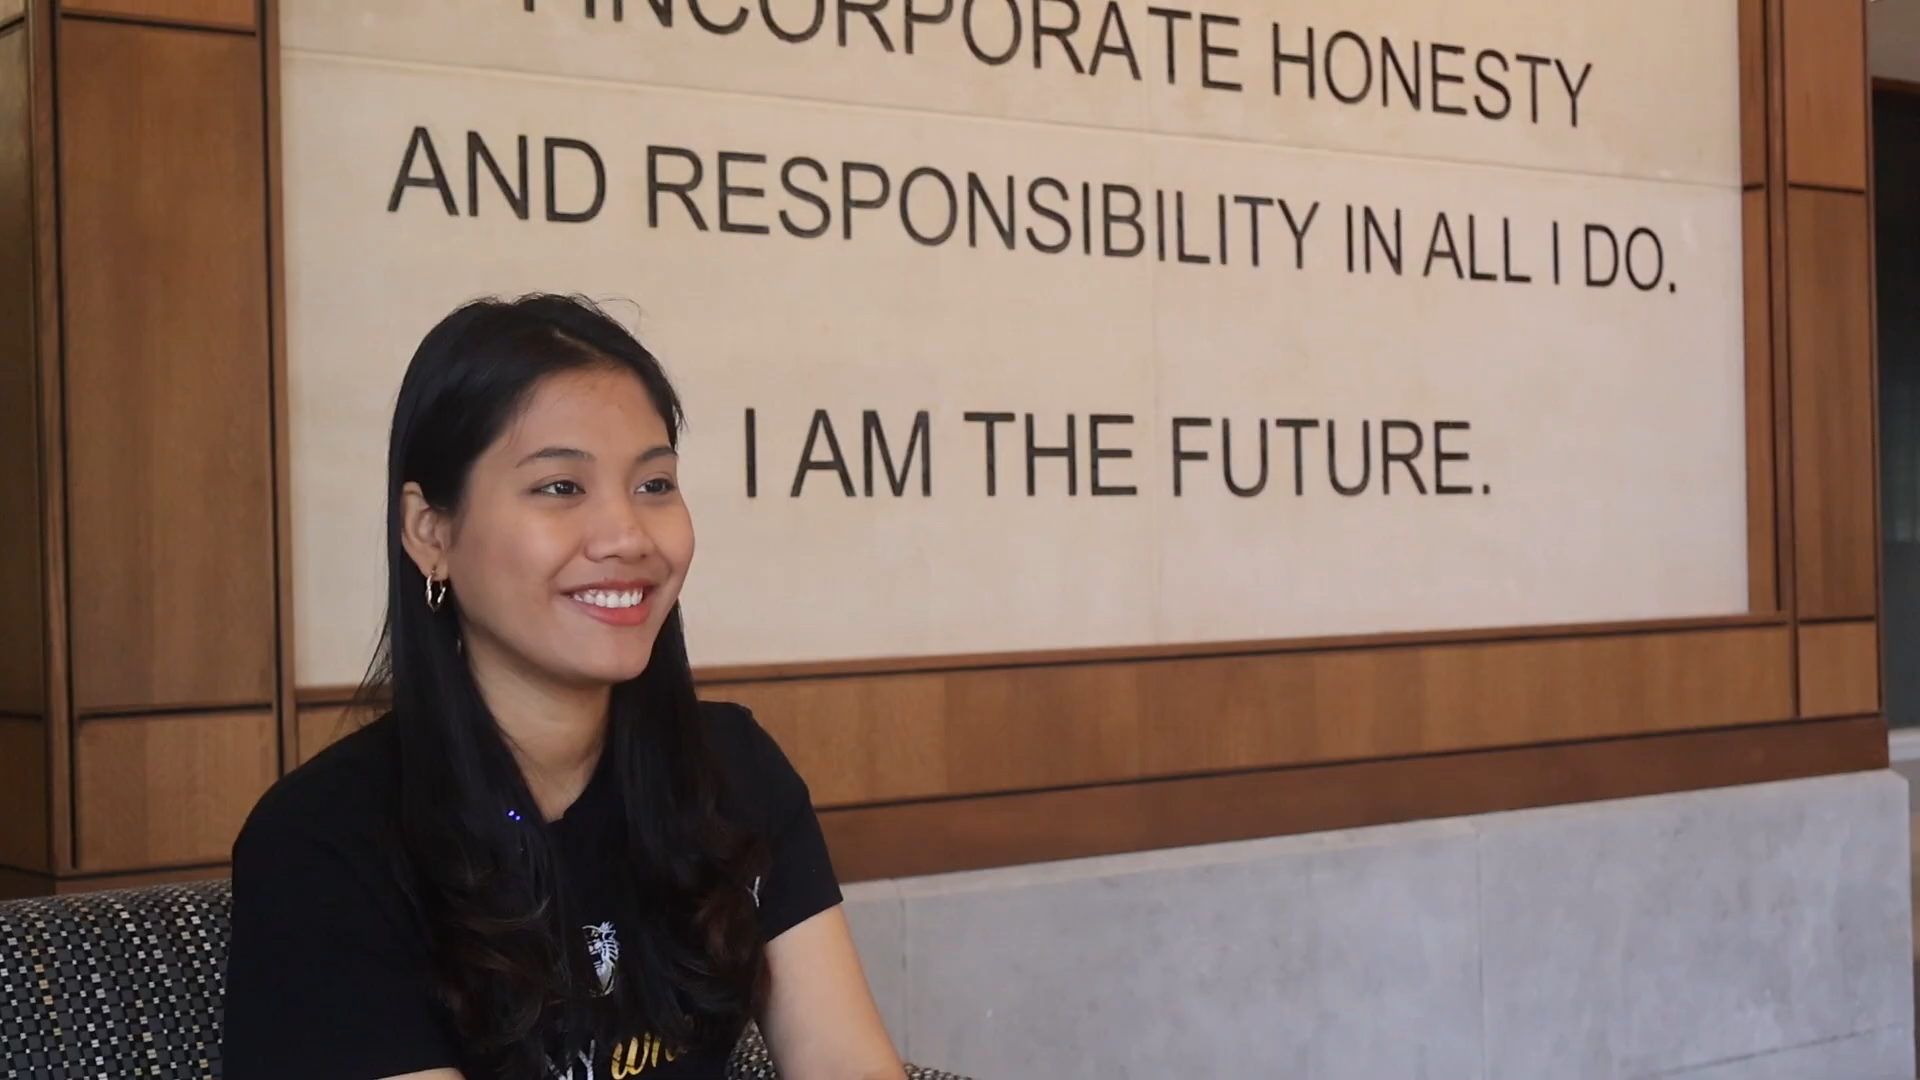 INCORPORATE HONESTY
AND RESPONSIBILITY IN ALL I DO.
I AM THE FUTURE.